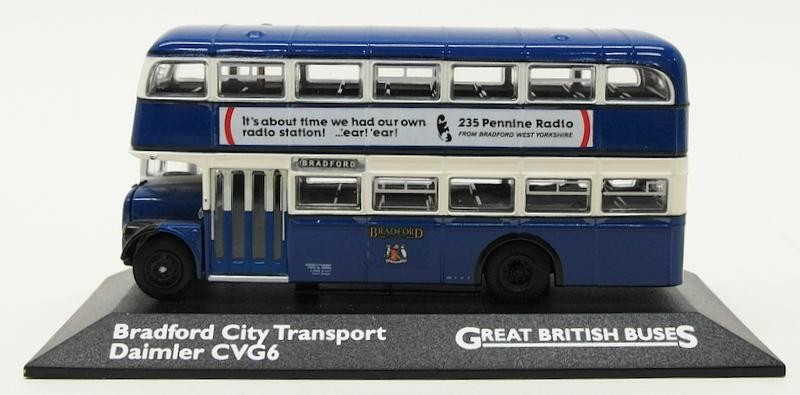 It's about time we had our own
radio station! ..'ear! 'ear!
235 Pennine Radio
FROM BRADFORD WEST YORKSHIRE
BRADFORD
BRADFORD
Bradford City Transport
Daimler CVG6
GREAT BRITISH BUSES